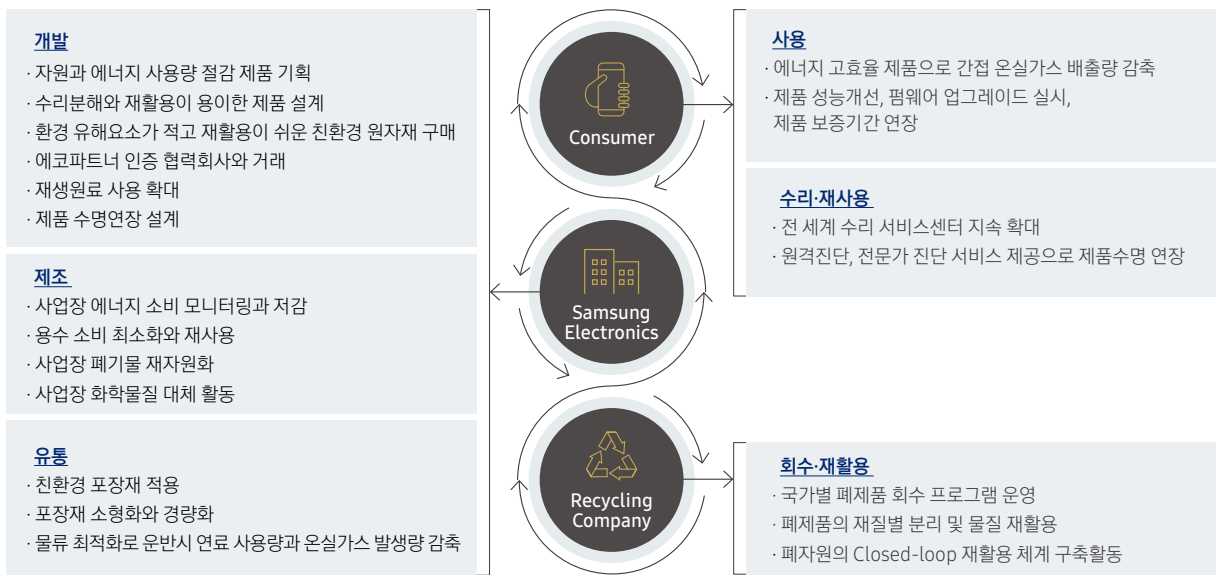 개발
· 자원과 에너지 사용량 절감 제품 기획
· 수리분해와 재활용이 용이한 제품 설계
· 환경 유해요소가 적고 재활용이 쉬운 친환경 원자재 구매
· 에코파트너 인증 협력회사와 거래
· 재생원료 사용 확대
· 제품 수명연장 설계
제조
· 사업장 에너지 소비 모니터링과 저감
· 용수 소비 최소화와 재사용
· 사업장 폐기물 재자원화
· 사업장 화학물질 대체 활동
유통
· 친환경 포장재 적용
· 포장재 소형화와 경량화
· 물류 최적화로 운반시 연료 사용량과 온실가스 발생량 감축
Consumer
Samsung
Electronics
Recycling
Company
사용
· 에너지 고효율 제품으로 간접 온실가스 배출량 감축
· 제품 성능개선, 펌웨어 업그레이드 실시,
제품 보증기간 연장
수리·재사용
· 전 세계 수리 서비스센터 지속 확대
· 원격진단, 전문가 진단 서비스 제공으로 제품수명 연장
회수·재활용
· 국가별 폐제품 회수 프로그램 운영
· 폐제품의 재질별 분리 및 물질 재활용
· 폐자원의 Closed-loop 재활용 체계 구축활동